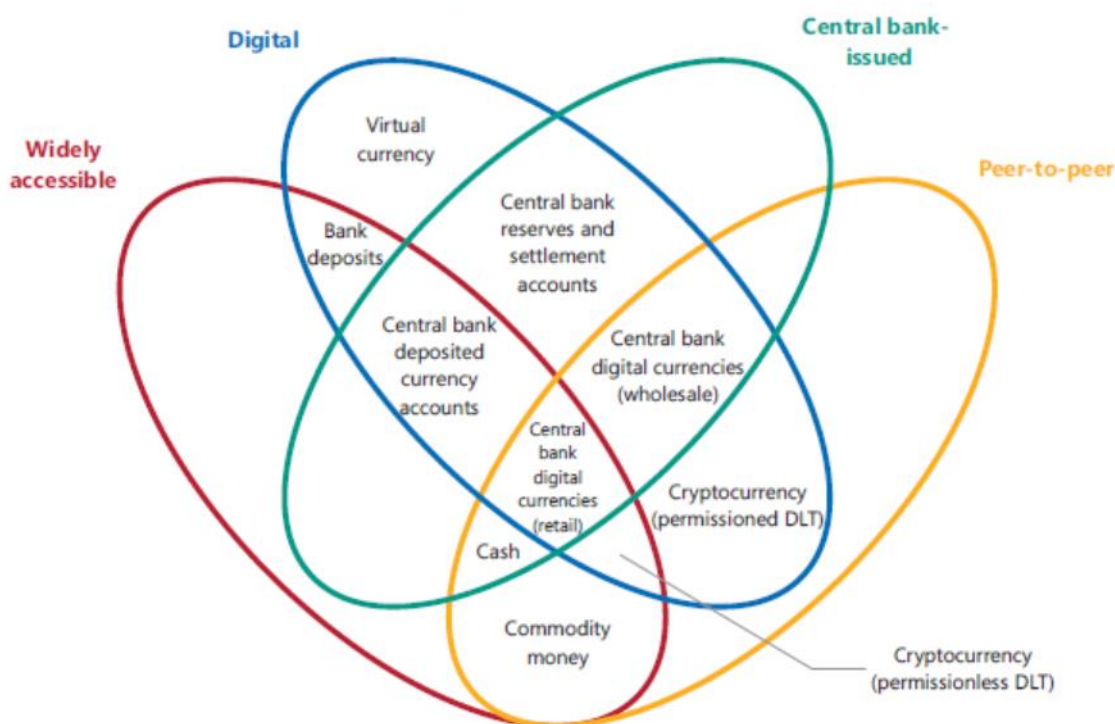 Digital
Central bank-
issued
Widely
accessible
Peer-to-peer
Virtual
currency
Bank
deposits
Central bank
reserves and
settlement
accounts
Central bank
deposited
currency
accounts
Central bank
digital currencies
(wholesale)
Central
bank
digital
currencies
(retail)
Cryptocurrency
(permissioned DLT)
Cash
Commodity
money
Cryptocurrency
(permissionless DLT)